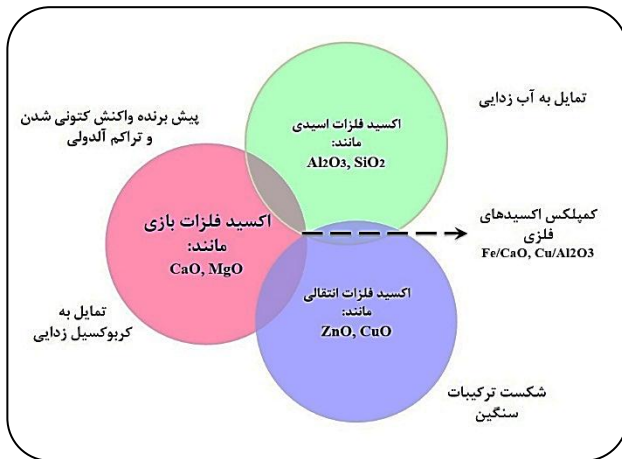 تمایل به آب زدایی
اکسید فلزات اسیدی
مانند:
Al2O3, SiO2
پیش برنده واکنش کتونی شدن
و تراکم آلدولی
اکسید فلزات بازی
مانند:
CaO, MgO
کمپلکس اکسیدهای
فلزی
Fe/CaO, Cu/Al2O3
اکسید فلزات انتقالی
مانند:
ZnO, CuO
تمایل به
کربوکسیل زدایی
شکست ترکیبات
سنگین